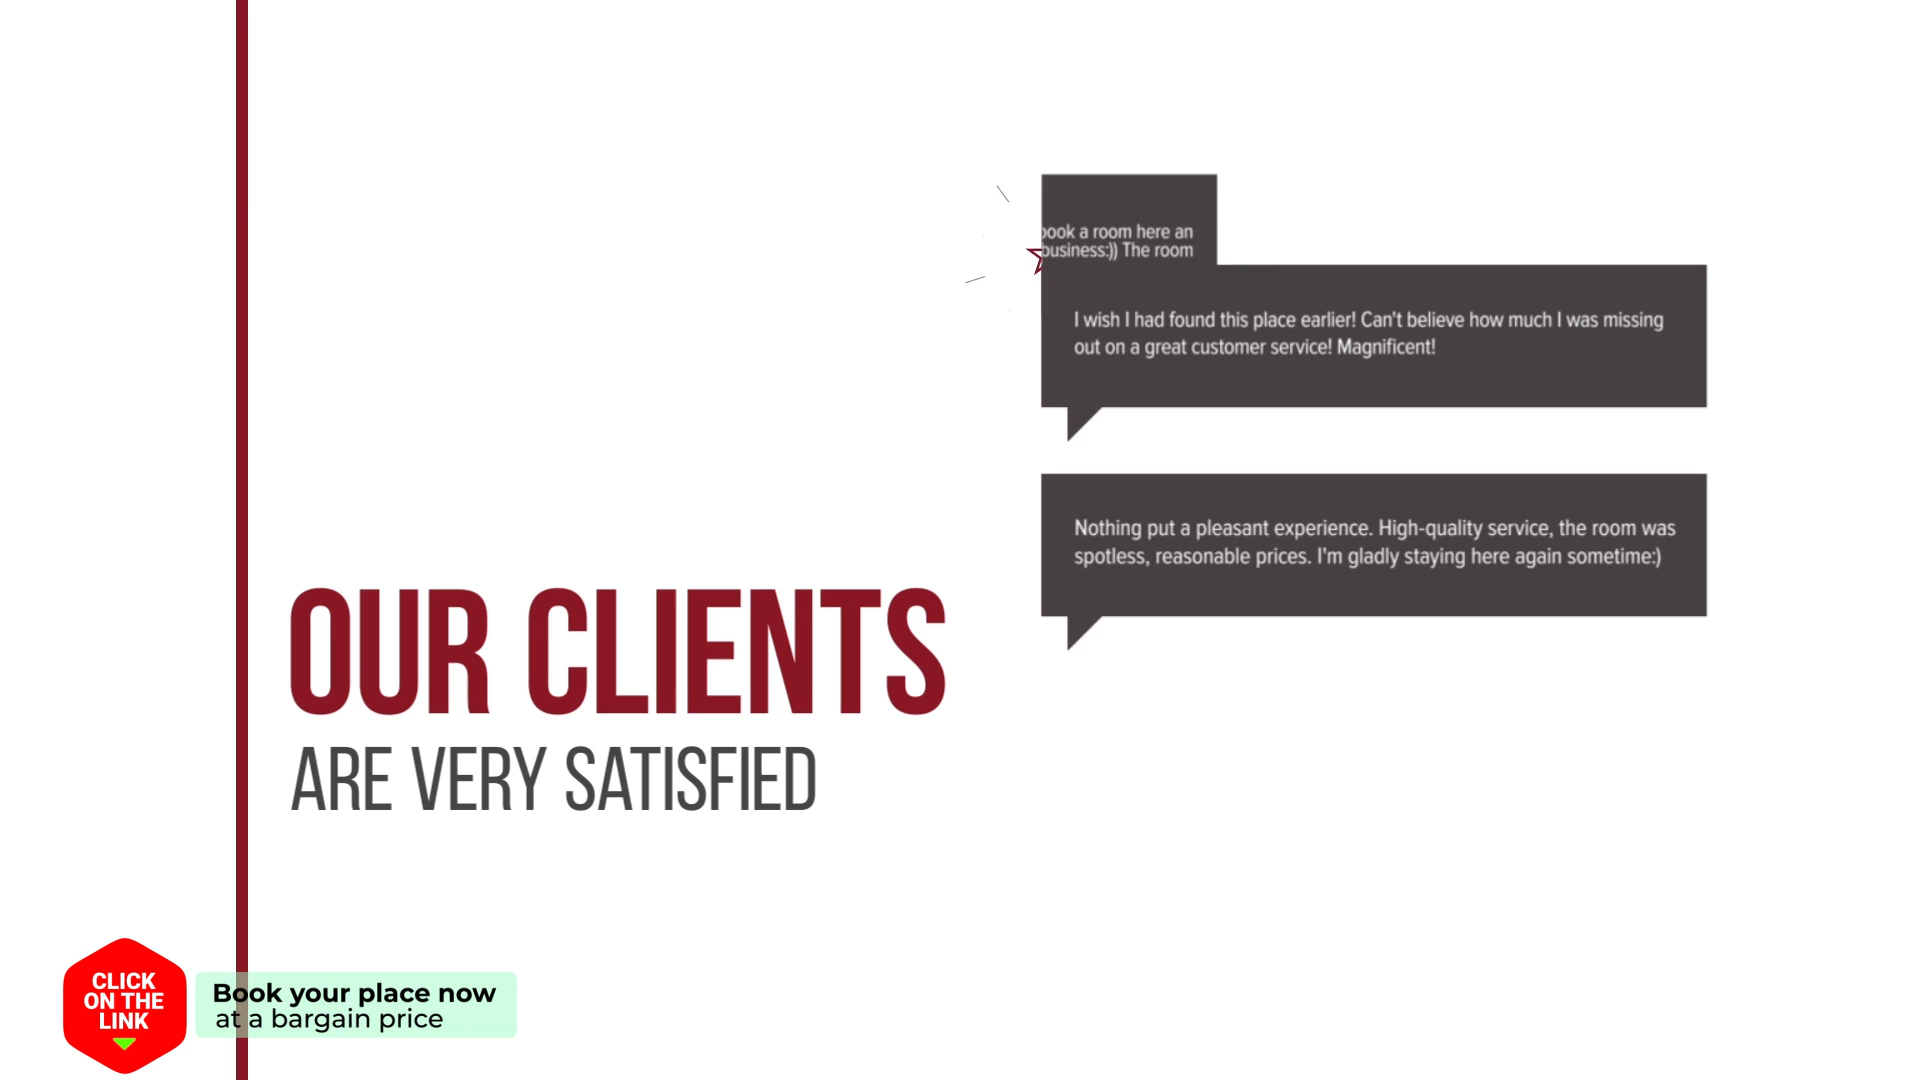 book a room here an
business:)) The room
I wish I had found this place earlier! Can't believe how much I was missing
out on a great customer service! Magnificent!
Nothing put a pleasant experience. High-quality service, the room was
spotless, reasonable prices. I'm gladly staying here again sometime:)
OUR CLIENTS
ARE VERY SATISFIED
CLICK
ON THE
LINK
Book your place now
at a bargain price